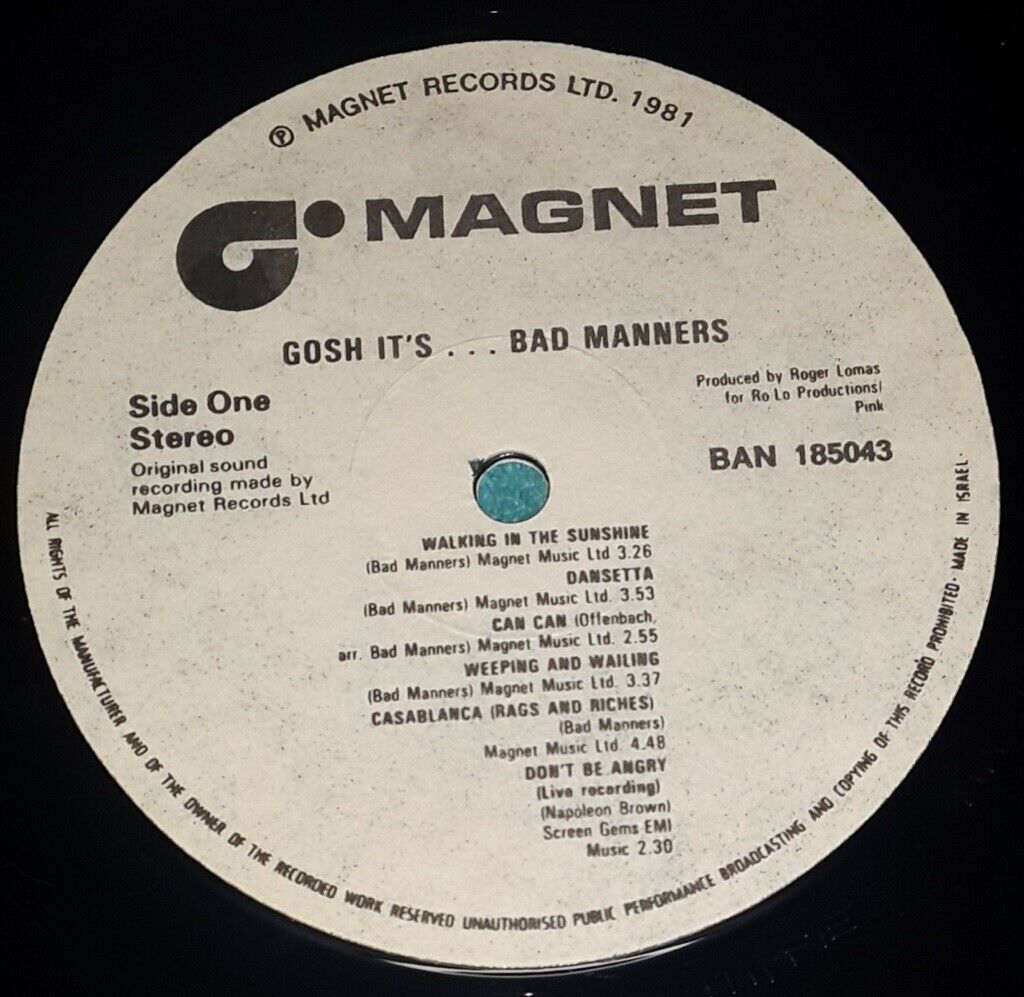 ℗ MAGNET RECORDS LTD. 1981
MAGNET
GOSH IT'S ... BAD MANNERS
Side One
Stereo
Original sound
recording made by
Magnet Records Ltd
Produced by Roger Lomas
for Ro Lo Productions/
Pink
BAN 185043
WALKING IN THE SUNSHINE
(Bad Manners) Magnet Music Ltd 3.26
DANSETTA
(Bad Manners) Magnet Music Ltd. 3.53
CAN CAN (Offenbach,
arr. Bad Manners) Magnet Music Ltd. 2.55
WEEPING AND WAILING
(Bad Manners) Magnet Music Ltd. 3.37
CASABLANCA (RAGS AND RICHES)
(Bad Manners)
Magnet Music Ltd. 4.48
DON'T BE ANGRY
(Live recording)
(Napoleon Brown)
Screen Gems EMI
Music 2.30
ALL RIGHTS OF THE MANUFACTURER AND OF THE OWNER OF THE RECORDED WORK RESERVED UNAUTHORISED PUBLIC PERFORMANCE BROADCASTING AND COPYING OF THIS RECORD PROHIBITED · MADE IN ISRAEL ·